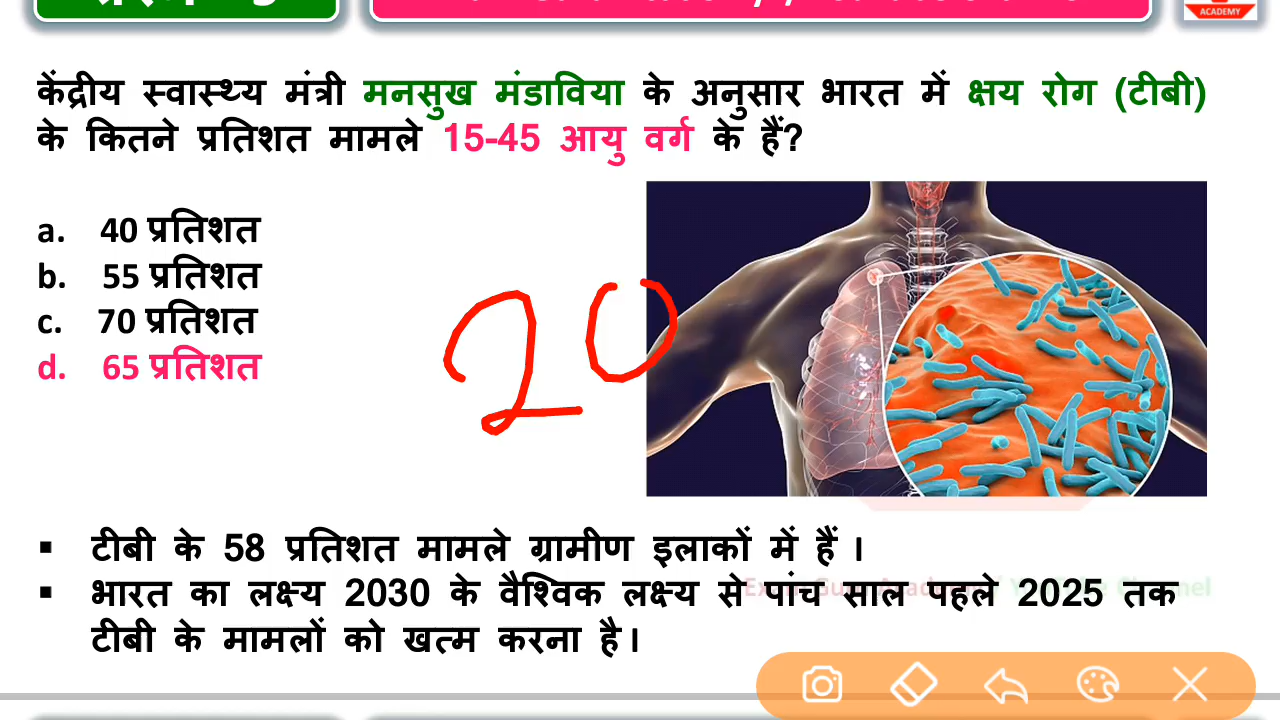 ACADEMY
केंद्रीय स्वास्थ्य मंत्री मनसुख मंडाविया के अनुसार भारत में क्षय रोग (टीबी)
के कितने प्रतिशत मामले 15-45 आयु वर्ग के हैं?
a. 40 प्रतिशत
b. 55 प्रतिशत
c. 70 प्रतिशत
d. 65 प्रतिशत
20
▪ टीबी के 58 प्रतिशत मामले ग्रामीण इलाकों में हैं ।
▪ भारत का लक्ष्य 2030 के वैश्विक लक्ष्य से पांच साल पहले 2025 तक
टीबी के मामलों को खत्म करना है।